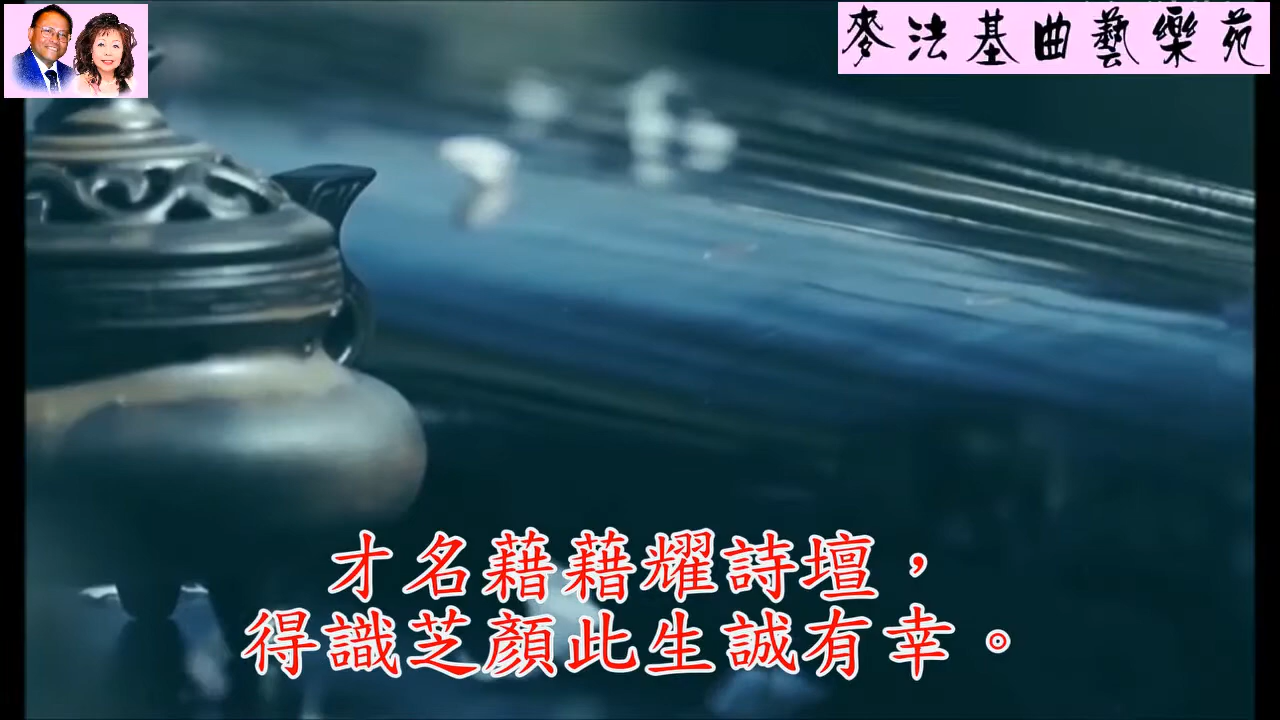 麥法基曲藝樂苑
才名藉藉耀詩壇，
得識芝顏此生誠有幸。